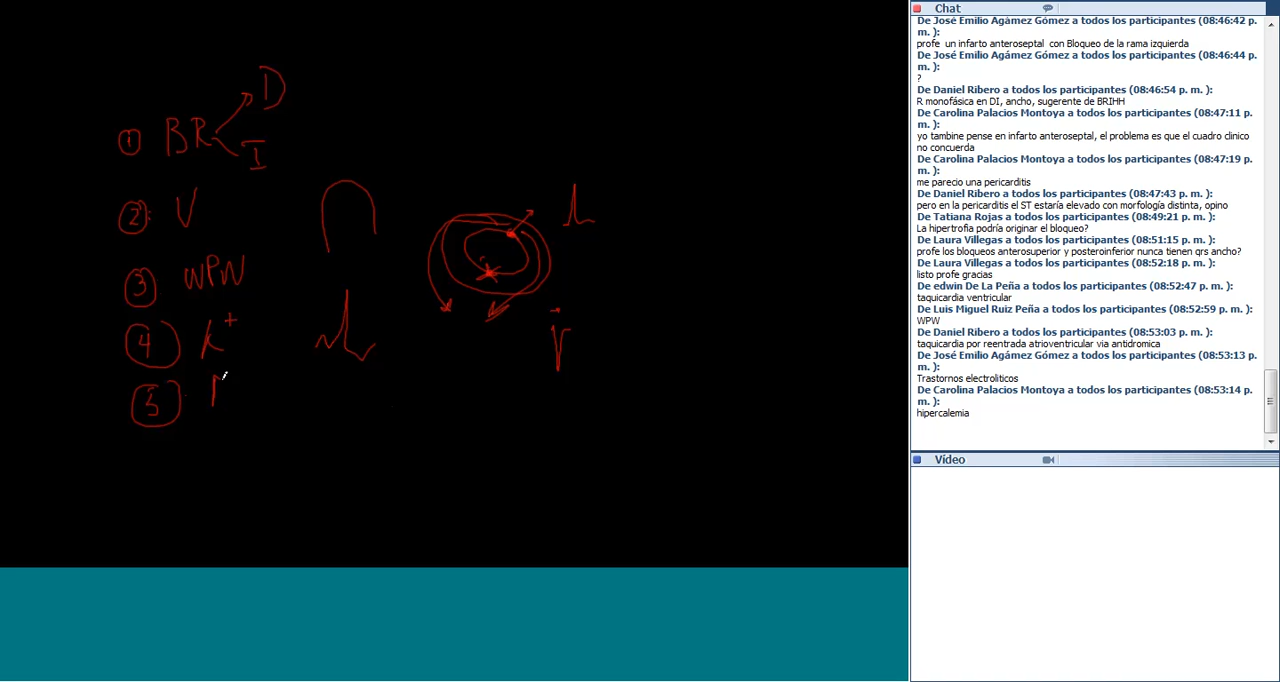 ① BR D
I
②: V
③ WPW
④ K+
⑤
Chat
De José Emilio Agámez Gómez a todos los participantes (08:46:42 p.
m. ):
profe un infarto anteroseptal con Bloqueo de la rama izquierda
De José Emilio Agámez Gómez a todos los participantes (08:46:44 p.
m. ):
?
De Daniel Ribero a todos los participantes (08:46:54 p. m. ):
R monofásica en DI, ancho, sugerente de BRIHH
De Carolina Palacios Montoya a todos los participantes (08:47:11 p.
m. ):
yo tambine pense en infarto anteroseptal, el problema es que el cuadro clinico
no concuerda
De Carolina Palacios Montoya a todos los participantes (08:47:19 p.
m. ):
me parecio una pericarditis
De Daniel Ribero a todos los participantes (08:47:43 p. m. ):
pero en la pericarditis el ST estaría elevado con morfología distinta, opino
De Tatiana Rojas a todos los participantes (08:49:21 p. m. ):
La hipertrofia podría originar el bloqueo?
De Laura Villegas a todos los participantes (08:51:15 p. m. ):
profe los bloqueos anterosuperior y posteroinferior nunca tienen qrs ancho?
De Laura Villegas a todos los participantes (08:52:18 p. m. ):
listo profe gracias
De edwin De La Peña a todos los participantes (08:52:47 p. m. ):
taquicardia ventricular
De Luis Miguel Ruiz Peña a todos los participantes (08:52:59 p. m. ):
WPW
De Daniel Ribero a todos los participantes (08:53:03 p. m. ):
taquicardia por reentrada atrioventricular via antidromica
De José Emilio Agámez Gómez a todos los participantes (08:53:13 p.
m. ):
Trastornos electroliticos
De Carolina Palacios Montoya a todos los participantes (08:53:14 p.
m. ):
hipercalemia
Vídeo